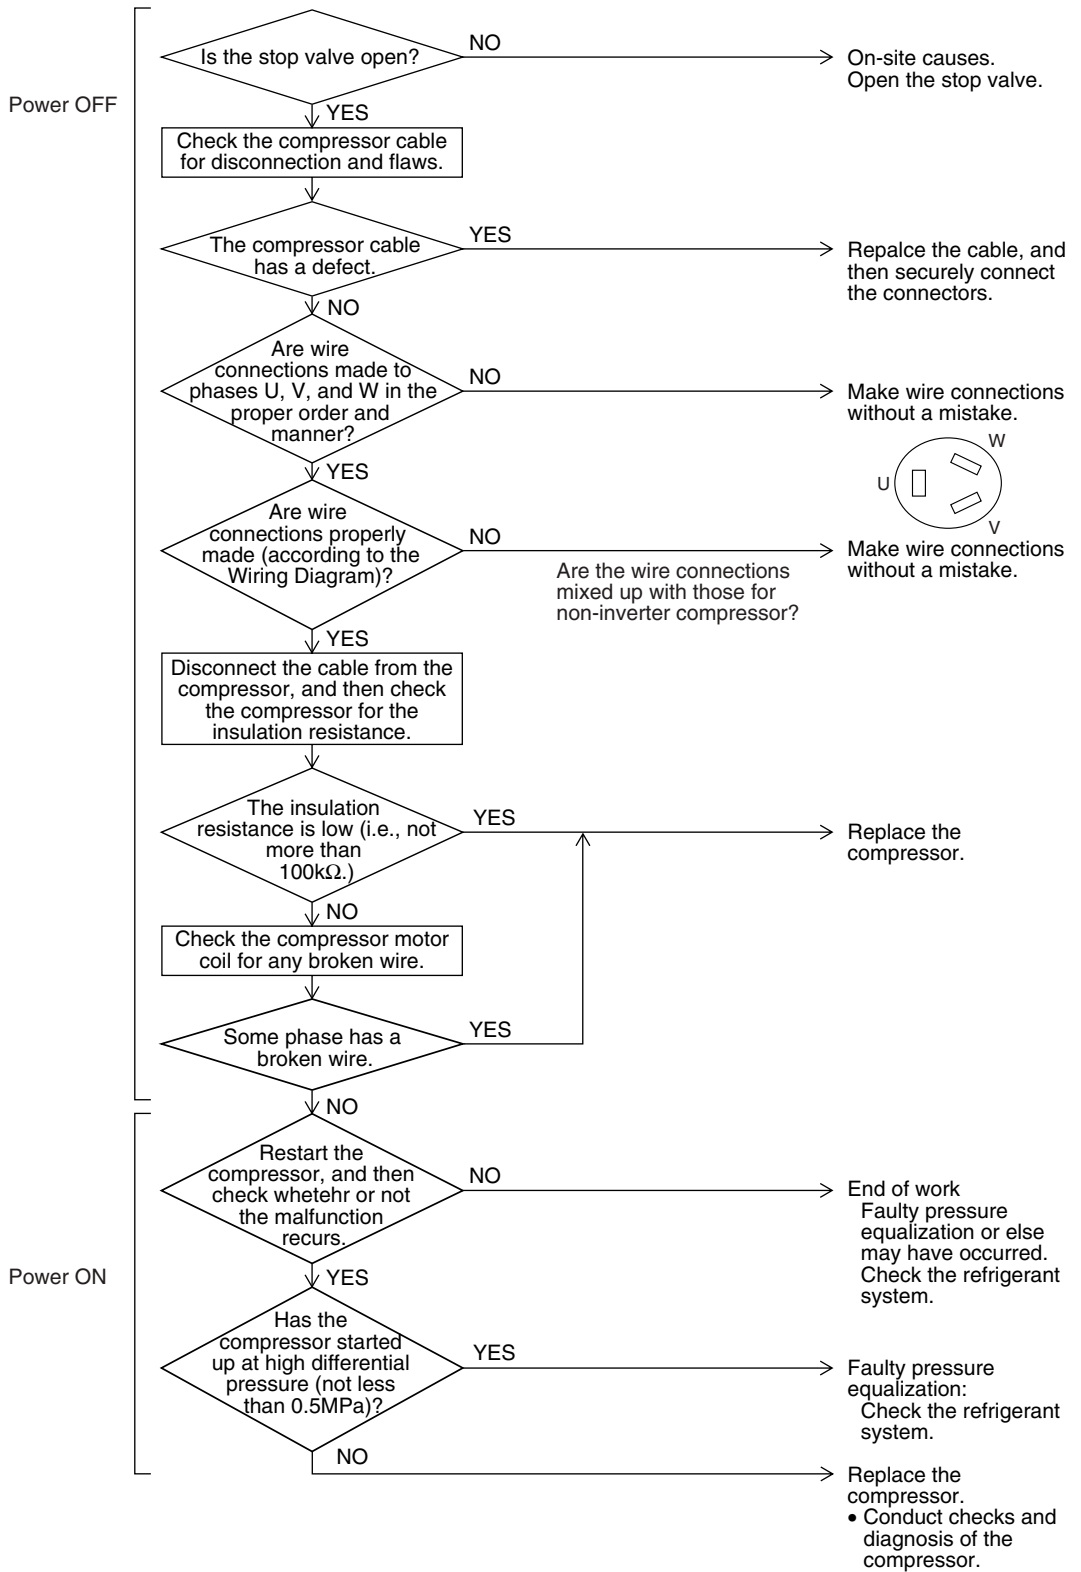 Power OFF
Is the stop valve open?
NO
On-site causes.
Open the stop valve.
YES
Check the compressor cable
for disconnection and flaws.
The compressor cable
has a defect.
YES
Repalce the cable, and
then securely connect
the connectors.
NO
Are wire
connections made to
phases U, V, and W in the
proper order and
manner?
NO
Make wire connections
without a mistake.
W
U
V
YES
Are wire
connections properly
made (according to the
Wiring Diagram)?
NO
Are the wire connections
mixed up with those for
non-inverter compressor?
Make wire connections
without a mistake.
YES
Disconnect the cable from the
compressor, and then check
the compressor for the
insulation resistance.
The insulation
resistance is low (i.e., not
more than
100kΩ.)
YES
Replace the
compressor.
NO
Check the compressor motor
coil for any broken wire.
Some phase has a
broken wire.
YES
NO
Power ON
Restart the
compressor, and then
check whetehr or not
the malfunction
recurs.
NO
End of work
Faulty pressure
equalization or else
may have occurred.
Check the refrigerant
system.
YES
Has the
compressor started
up at high differential
pressure (not less
than 0.5MPa)?
YES
Faulty pressure
equalization:
Check the refrigerant
system.
NO
Replace the
compressor.
• Conduct checks and
diagnosis of the
compressor.